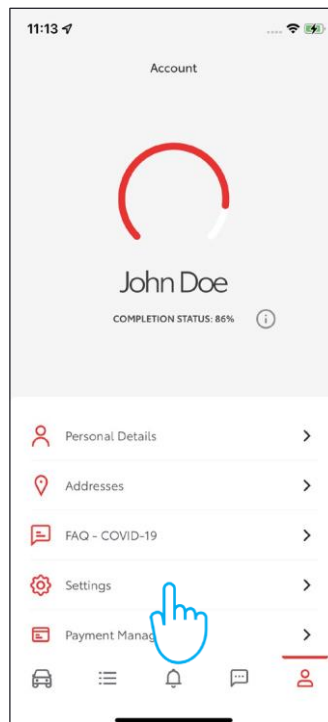 11:13
Account
John Doe
COMPLETION STATUS: 86%
Personal Details
Addresses
FAQ - COVID-19
Settings
Payment Manag